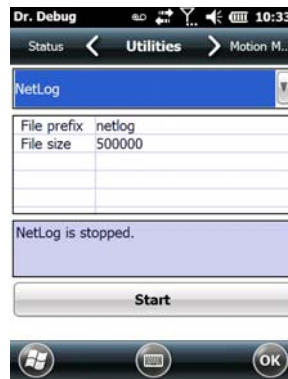 Dr. Debug 10:33
Status Utilities Motion M...
NetLog
File prefix netlog
File size 500000
NetLog is stopped.
Start
OK